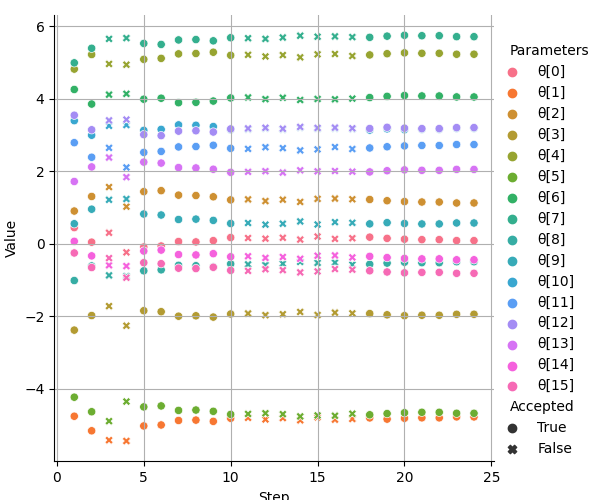 6
4
2
0
−2
−4
0
5
10
15
20
25
Value
Step
Parameters
θ[0]
θ[1]
θ[2]
θ[3]
θ[4]
θ[5]
θ[6]
θ[7]
θ[8]
θ[9]
θ[10]
θ[11]
θ[12]
θ[13]
θ[14]
θ[15]
Accepted
True
False